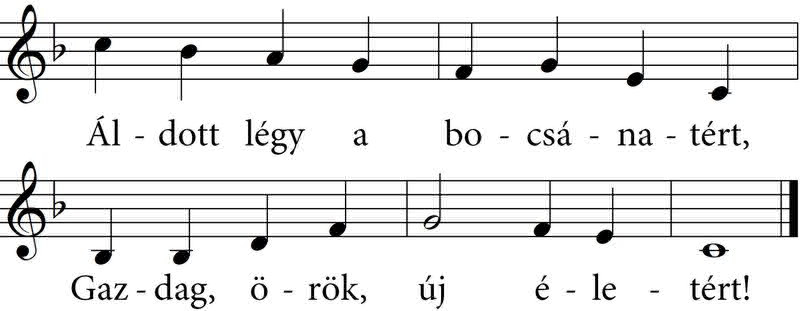 Ál - dott légy a bo - csá - na - tért,
Gaz - dag, ö - rök, új é - le - tért!